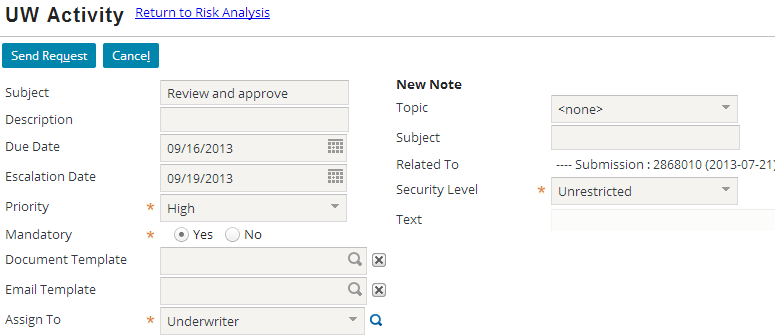 UW Activity Return to Risk Analysis
Send Request Cancel
Subject Review and approve
Description
Due Date 09/16/2013
Escalation Date 09/19/2013
Priority * High
Mandatory * Yes No
Document Template
Email Template
Assign To * Underwriter
New Note
Topic <none>
Subject
Related To ---- Submission : 2868010 (2013-07-21)
Security Level * Unrestricted
Text